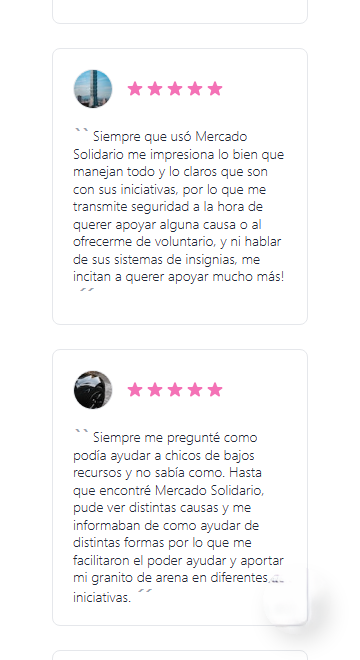 `` Siempre que usó Mercado
Solidario me impresiona lo bien que
manejan todo y lo claros que son
con sus iniciativas, por lo que me
transmite seguridad a la hora de
querer apoyar alguna causa o al
ofrecerme de voluntario, y ni hablar
de sus sistemas de insignias, me
incitan a querer apoyar mucho más!
´´
`` Siempre me pregunté como
podía ayudar a chicos de bajos
recursos y no sabía como. Hasta
que encontré Mercado Solidario,
pude ver distintas causas y me
informaban de como ayudar de
distintas formas por lo que me
facilitaron el poder ayudar y aportar
mi granito de arena en diferentes
iniciativas. ´´